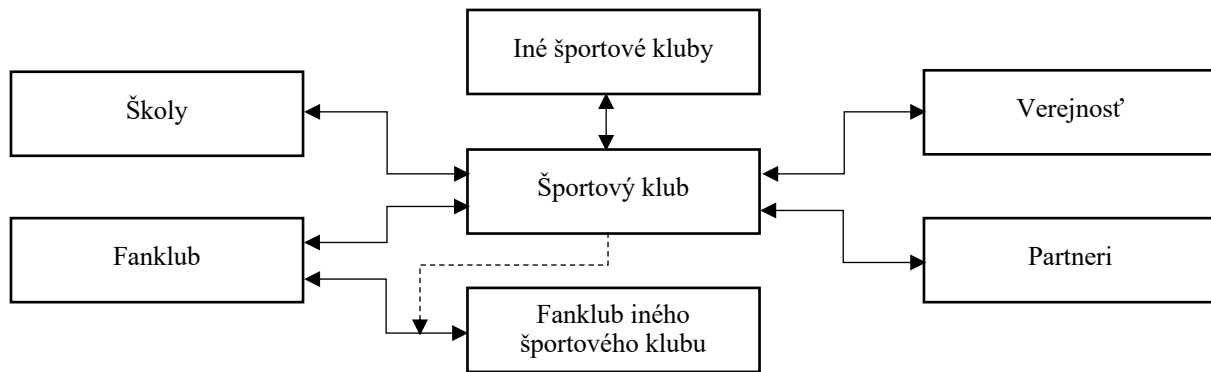 Iné športové kluby
Školy
Verejnosť
Športový klub
Fanklub
Partneri
Fanklub iného
športového klubu